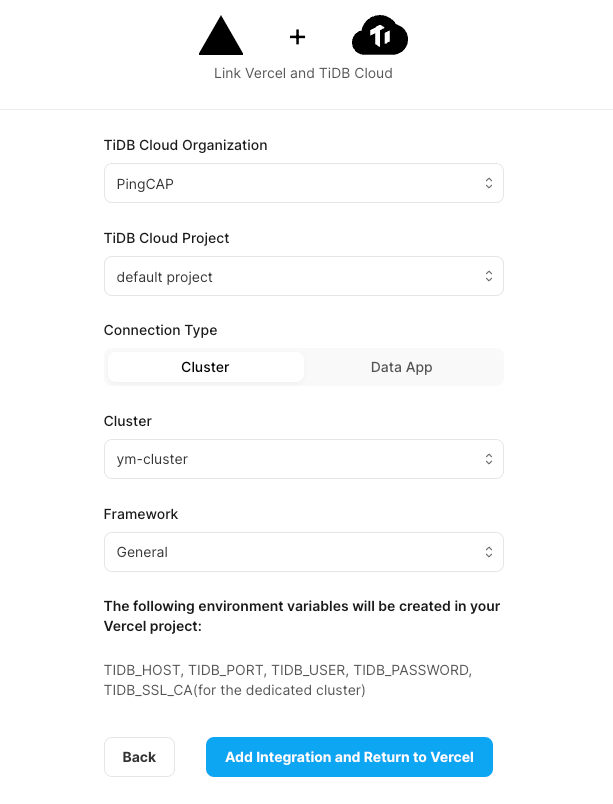 +
Link Vercel and TiDB Cloud
TiDB Cloud Organization
PingCAP
TiDB Cloud Project
default project
Connection Type
Cluster Data App
Cluster
ym-cluster
Framework
General
The following environment variables will be created in your
Vercel project:
TIDB_HOST, TIDB_PORT, TIDB_USER, TIDB_PASSWORD,
TIDB_SSL_CA(for the dedicated cluster)
Back Add Integration and Return to Vercel